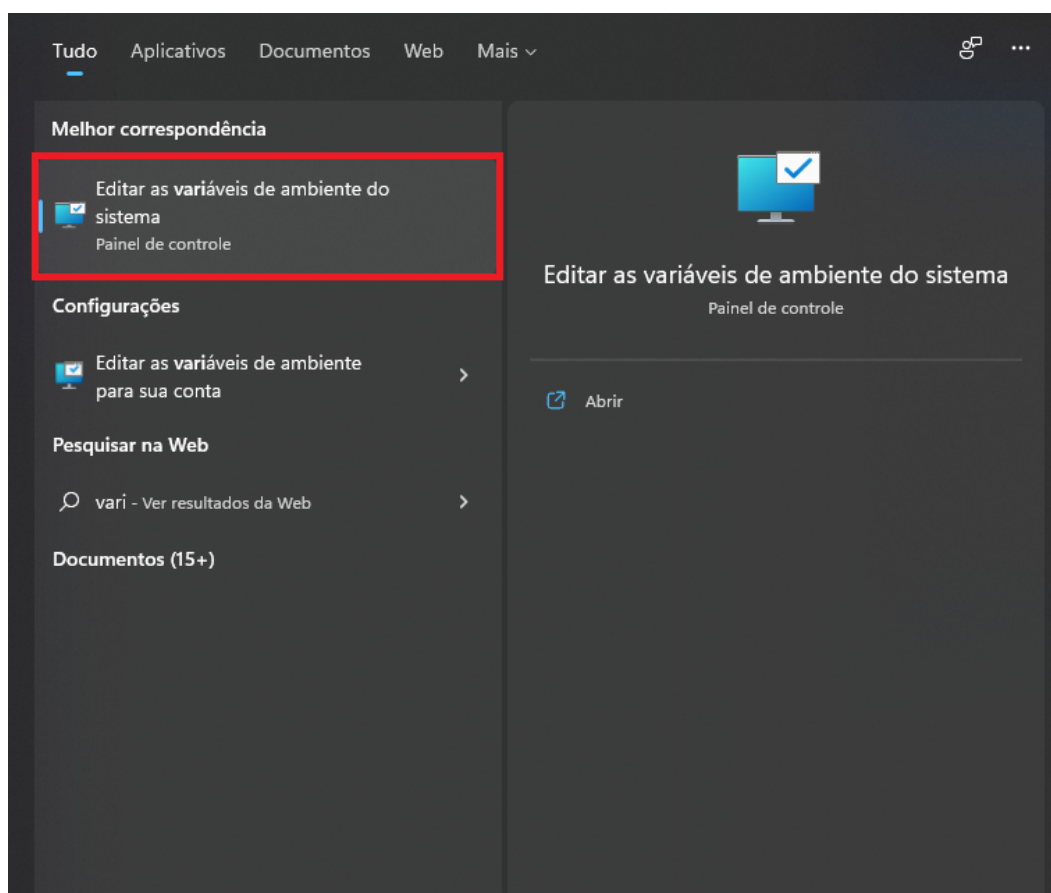 Tudo Aplicativos Documentos Web Mais
Melhor correspondência
Editar as variáveis de ambiente do
sistema
Painel de controle
Configurações
Editar as variáveis de ambiente
para sua conta
Pesquisar na Web
vari - Ver resultados da Web
Documentos (15+)
Editar as variáveis de ambiente do sistema
Painel de controle
Abrir